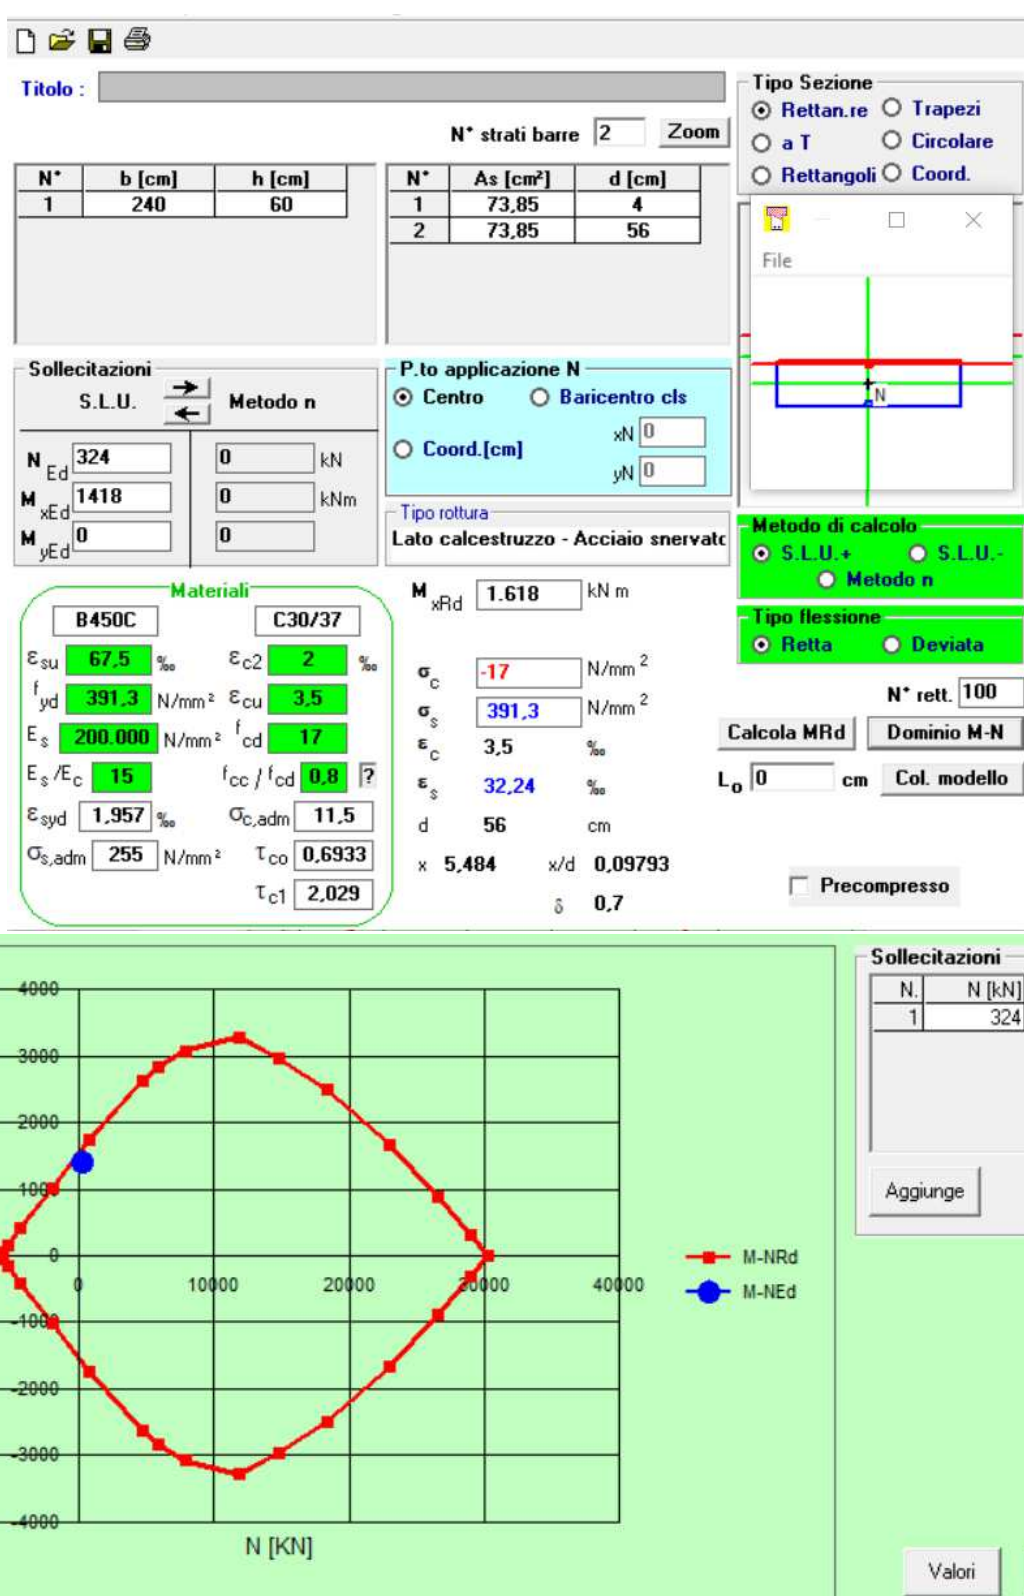 Titolo :
N° strati barre 2 Zoom
N° b [cm] h [cm]
1 240 60
N° As [cm²] d [cm]
1 73,85 4
2 73,85 56
Tipo Sezione
Rettan.re Trapezi
a T Circolare
Rettangoli Coord.
File
N
Sollecitazioni
S.L.U. Metodo n
N Ed 324 0 kN
M xEd 1418 0 kNm
M yEd 0 0
P.to applicazione N
Centro Baricentro cls
Coord.[cm] xN 0
yN 0
Tipo rottura
Lato calcestruzzo - Acciaio snervato
Metodo di calcolo
S.L.U.+ S.L.U.-
Metodo n
Tipo flessione
Retta Deviata
N° rett. 100
Calcola MRd Dominio M-N
Lo 0 cm Col. modello
Precompresso
Materiali
B450C C30/37
εsu 67,5 ‰ εc2 2 ‰
fyd 391,3 N/mm² εcu 3,5
Es 200.000 N/mm² fcd 17
Es/Ec 15 fcc / fcd 0,8 ?
εsyd 1,957 ‰ σc,adm 11,5
σs,adm 255 N/mm² τco 0,6933
τc1 2,029
M xRd 1.618 kN m
σc -17 N/mm²
σs 391,3 N/mm²
εc 3,5 ‰
εs 32,24 ‰
d 56 cm
x 5,484 x/d 0,09793
δ 0,7
4000
3000
2000
1000
0
0 10000 20000 30000 40000
-1000
-2000
-3000
-4000
N [KN]
M-NRd
M-NEd
Sollecitazioni
N. N [kN]
1 324
Aggiunge
Valori